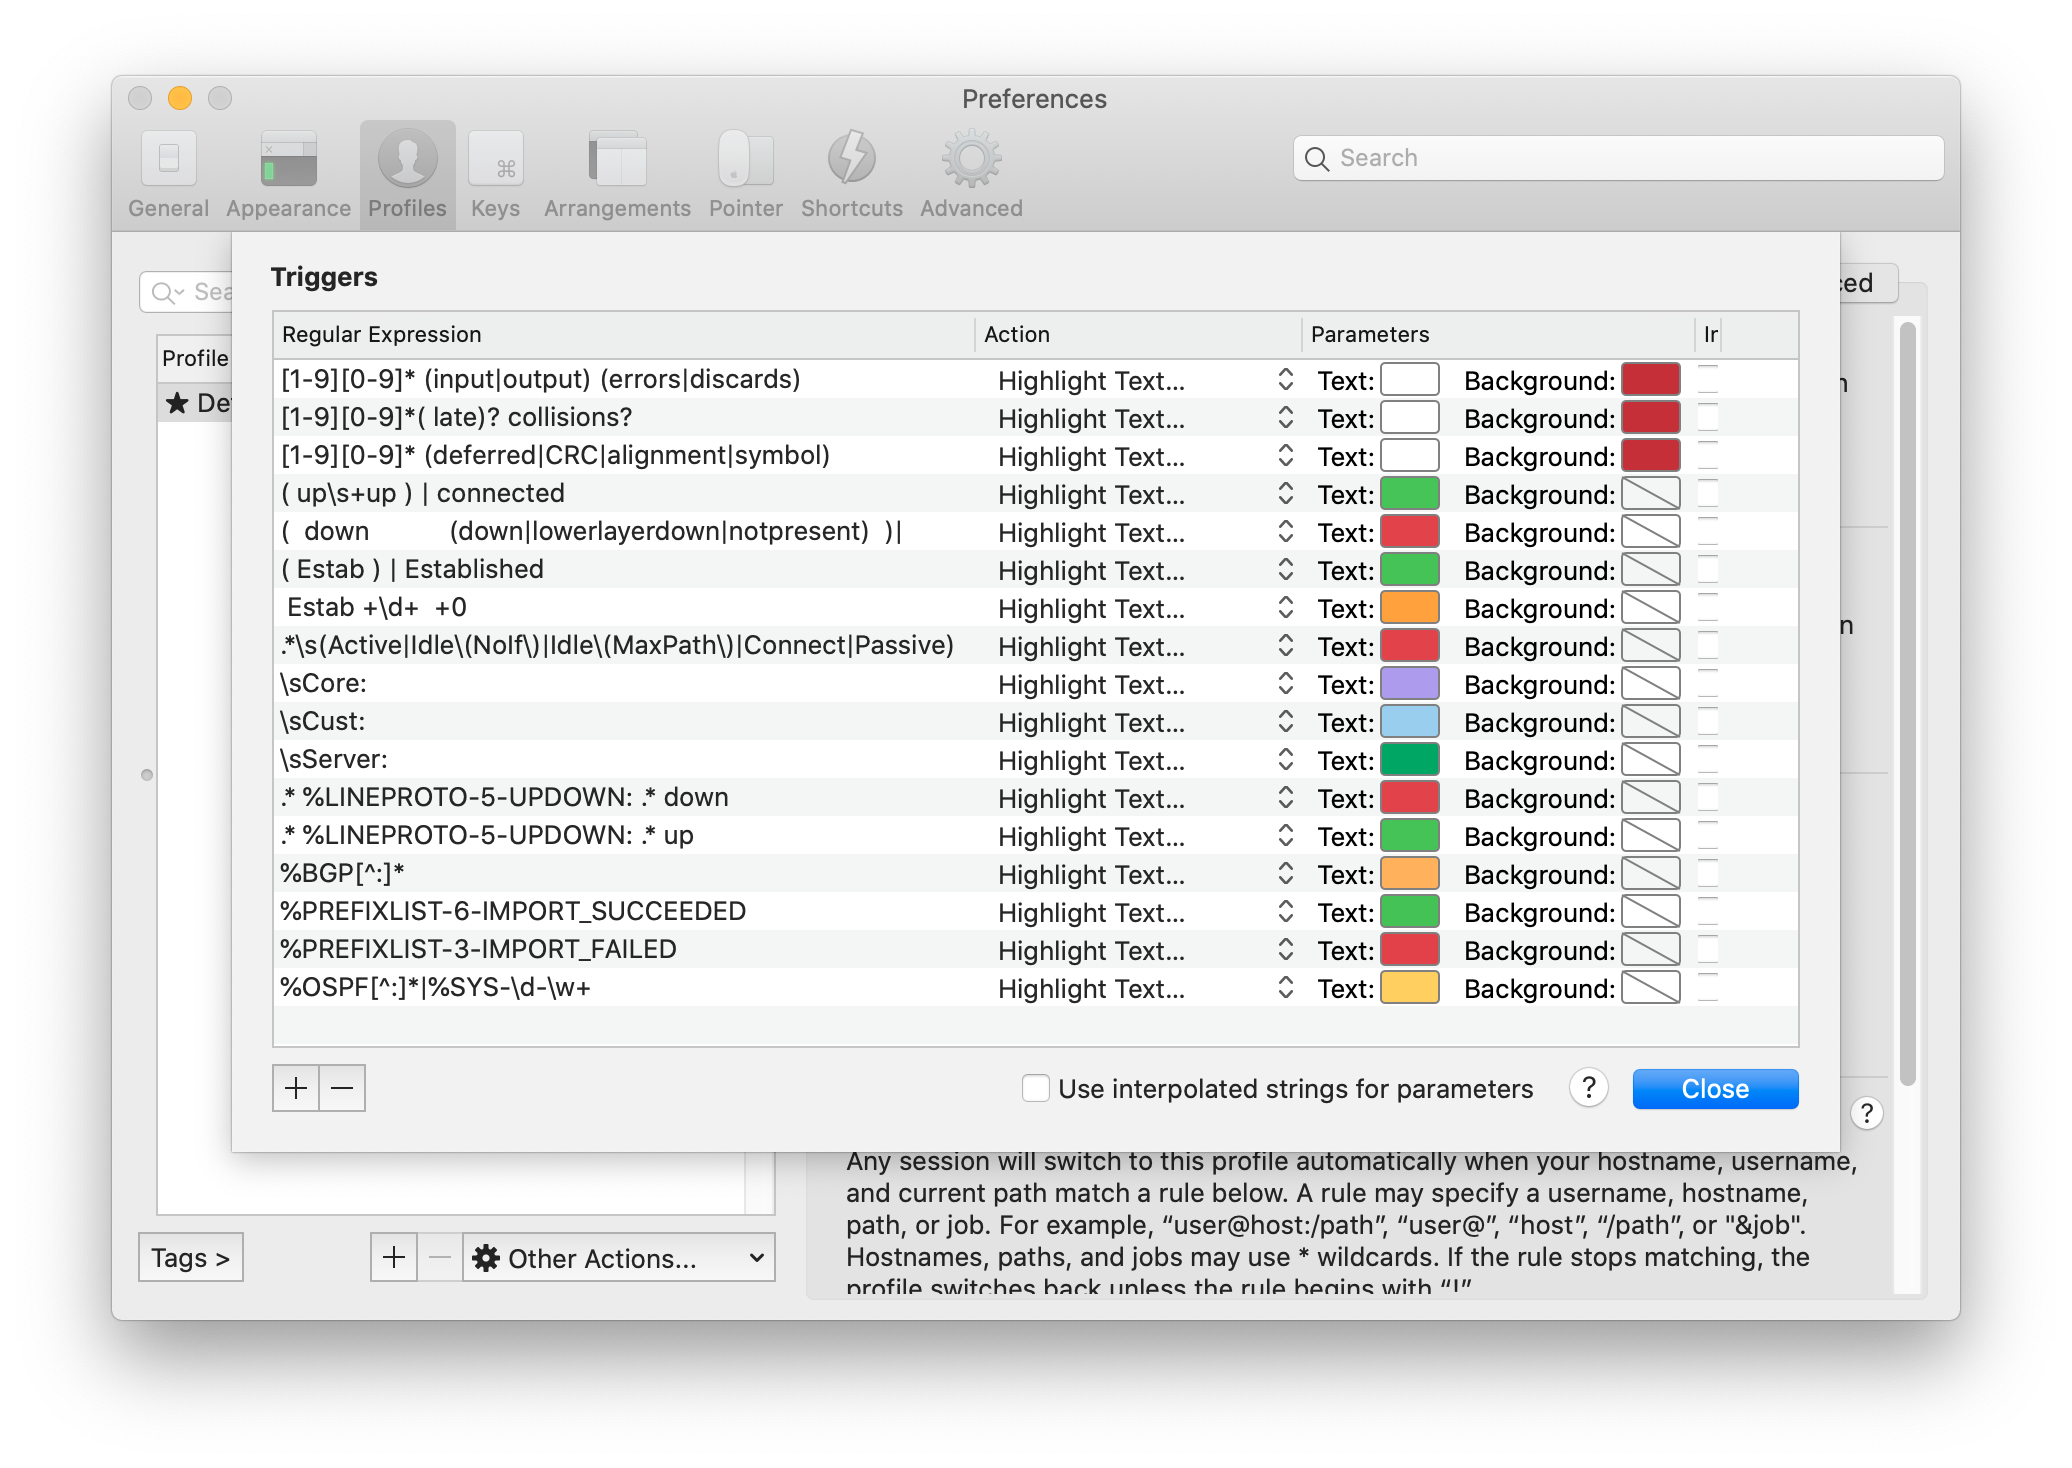 Preferences
General Appearance Profiles Keys Arrangements Pointer Shortcuts Advanced
Search
Triggers
Regular Expression Action Parameters
[1-9][0-9]* (input|output) (errors|discards) Highlight Text... Text: Background:
[1-9][0-9]*( late)? collisions? Highlight Text... Text: Background:
[1-9][0-9]* (deferred|CRC|alignment|symbol) Highlight Text... Text: Background:
( up\s+up ) | connected Highlight Text... Text: Background:
(  down           (down|lowerlayerdown|notpresent)  )| Highlight Text... Text: Background:
( Estab ) | Established Highlight Text... Text: Background:
 Estab +\d+  +0 Highlight Text... Text: Background:
.*\s(Active|Idle\(NoIf\)|Idle\(MaxPath\)|Connect|Passive) Highlight Text... Text: Background:
\sCore: Highlight Text... Text: Background:
\sCust: Highlight Text... Text: Background:
\sServer: Highlight Text... Text: Background:
.* %LINEPROTO-5-UPDOWN: .* down Highlight Text... Text: Background:
.* %LINEPROTO-5-UPDOWN: .* up Highlight Text... Text: Background:
%BGP[^:]* Highlight Text... Text: Background:
%PREFIXLIST-6-IMPORT_SUCCEEDED Highlight Text... Text: Background:
%PREFIXLIST-3-IMPORT_FAILED Highlight Text... Text: Background:
%OSPF[^:]*|%SYS-\d-\w+ Highlight Text... Text: Background:
Use interpolated strings for parameters ? Close
Profile
?
Any session will switch to this profile automatically when your hostname, username,
and current path match a rule below. A rule may specify a username, hostname,
path, or job. For example, “user@host:/path”, “user@”, “host”, “/path”, or "&job".
Hostnames, paths, and jobs may use * wildcards. If the rule stops matching, the
profile switches back unless the rule begins with “!”
Tags > Other Actions...